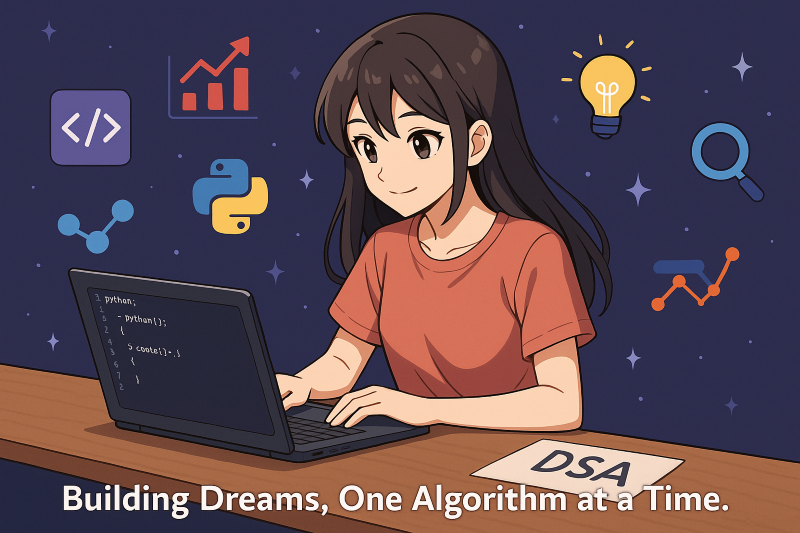 </>
python;
- python();
{
{
}
DSA
Building Dreams, One Algorithm at a Time.